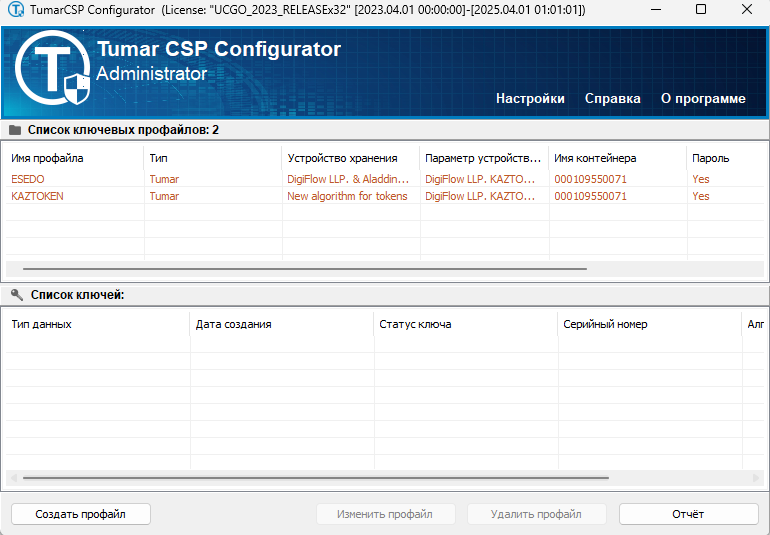 TumarCSP Configurator (License: "UCGO_2023_RELEASEx32" [2023.04.01 00:00:00]-[2025.04.01 01:01:01])
Tumar CSP Configurator
Administrator
Настройки Справка О программе
Список ключевых профайлов: 2
Имя профайла Тип Устройство хранения Параметр устройств... Имя контейнера Пароль
ESEDO Tumar DigiFlow LLP. & Aladdin... DigiFlow LLP. KAZTO... 000109550071 Yes
KAZTOKEN Tumar New algorithm for tokens DigiFlow LLP. KAZTO... 000109550071 Yes
Список ключей:
Тип данных Дата создания Статус ключа Серийный номер Алг
Создать профайл Изменить профайл Удалить профайл Отчёт